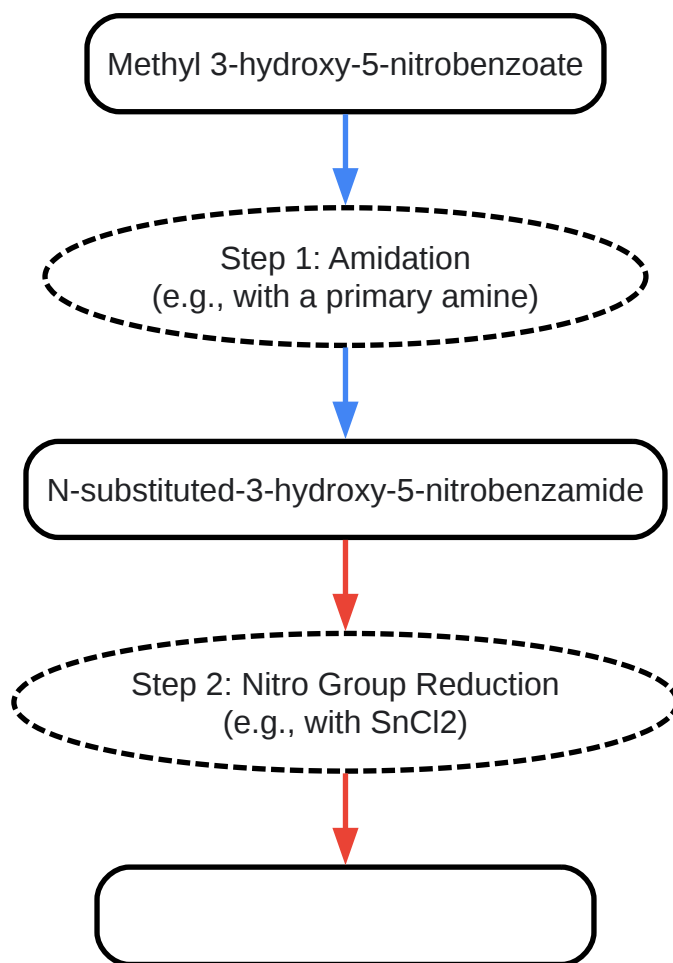 Methyl 3-hydroxy-5-nitrobenzoate
Step 1: Amidation
(e.g., with a primary amine)
N-substituted-3-hydroxy-5-nitrobenzamide
Step 2: Nitro Group Reduction
(e.g., with SnCl2)